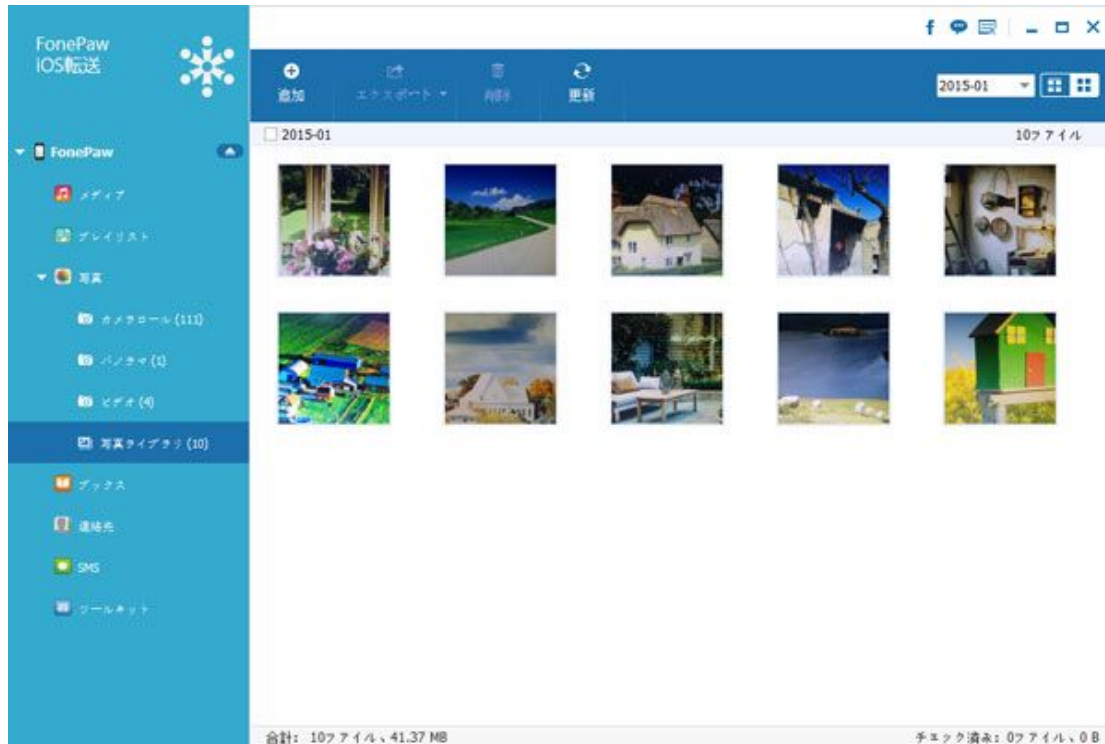 FonePaw
iOS転送
追加
エクスポート
削除
更新
2015-01
2015-01
10ファイル
FonePaw
メディア
プレイリスト
写真
カメラロール (111)
パノラマ (1)
ビデオ (4)
写真ライブラリ (10)
ブックス
連絡先
SMS
ツールキット
合計: 10ファイル、41.37 MB
チェック済み: 0ファイル、0 B